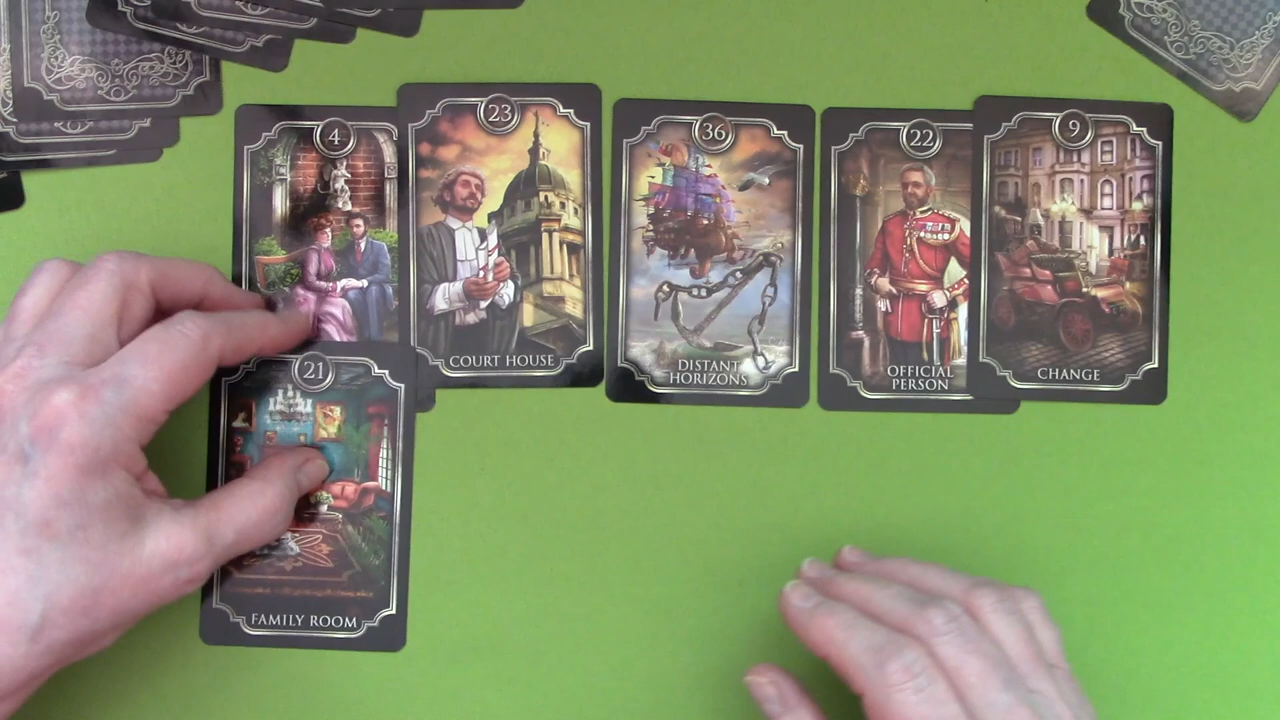 4
23
COURT HOUSE
36
DISTANT
HORIZONS
22
OFFICIAL
PERSON
9
CHANGE
21
FAMILY ROOM